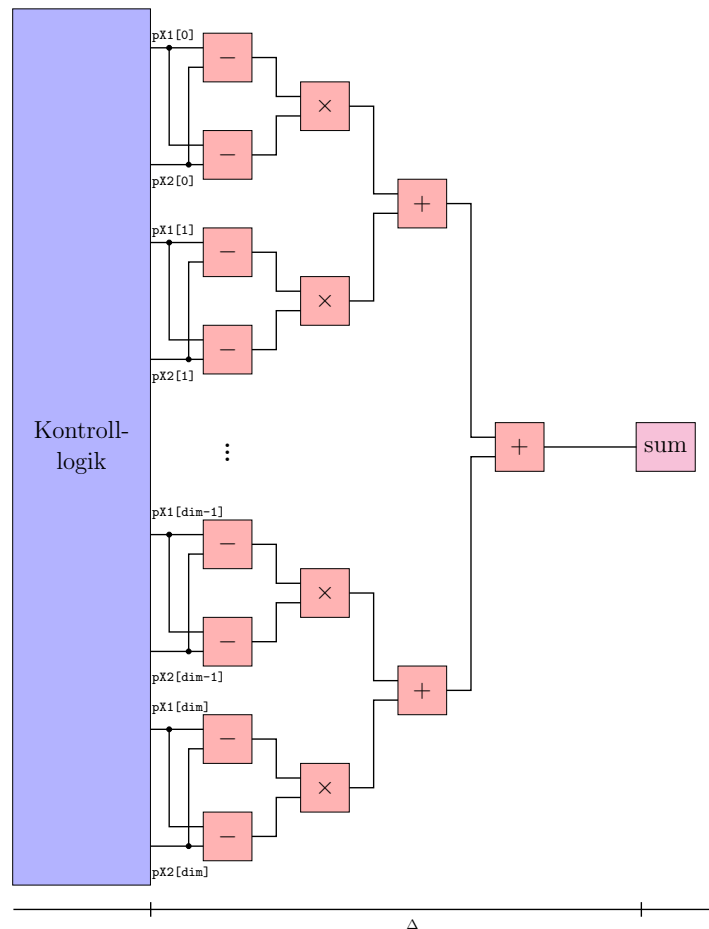 pX1[0]
−
×
−
pX2[0]
+
pX1[1]
−
×
−
pX2[1]
Kontroll-
logik
⋮
+
sum
pX1[dim-1]
−
×
−
pX2[dim-1]
+
pX1[dim]
−
×
−
pX2[dim]
Δ